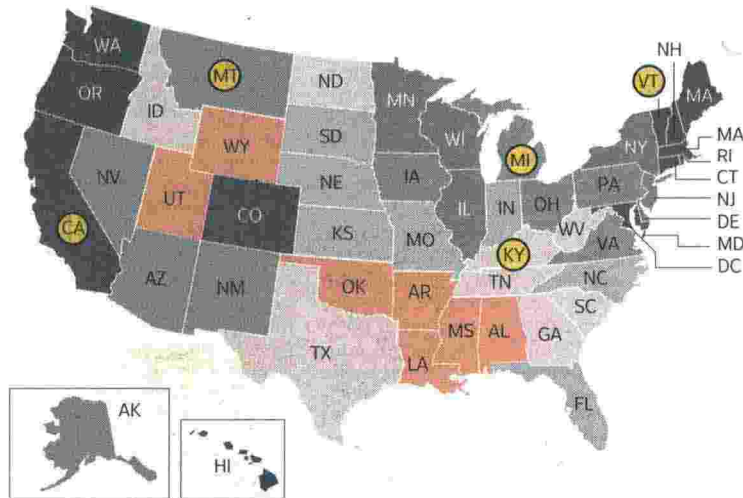 WA
MT
ND
MN
VT
NH
MA
OR
ID
SD
WI
MI
NY
MA
RI
CT
NJ
DE
MD
DC
WY
NV
UT
CO
NE
IA
IL
IN
OH
PA
CA
KS
MO
KY
WV
VA
AZ
NM
OK
AR
TN
NC
SC
TX
LA
MS
AL
GA
FL
AK
HI